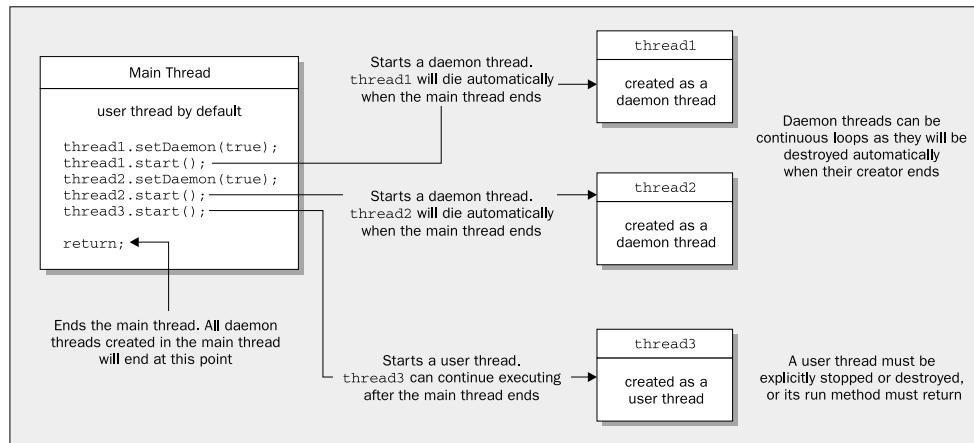 Main Thread
user thread by default
thread1.setDaemon(true);
thread1.start();
thread2.setDaemon(true);
thread2.start();
thread3.start();
return;
Ends the main thread. All daemon
threads created in the main thread
will end at this point
Starts a daemon thread.
thread1 will die automatically
when the main thread ends
thread1
created as a
daemon thread
Daemon threads can be
continuous loops as they will be
destroyed automatically
when their creator ends
Starts a daemon thread.
thread2 will die automatically
when the main thread ends
thread2
created as a
daemon thread
Starts a user thread.
thread3 can continue executing
after the main thread ends
thread3
created as a
user thread
A user thread must be
explicitly stopped or destroyed,
or its run method must return